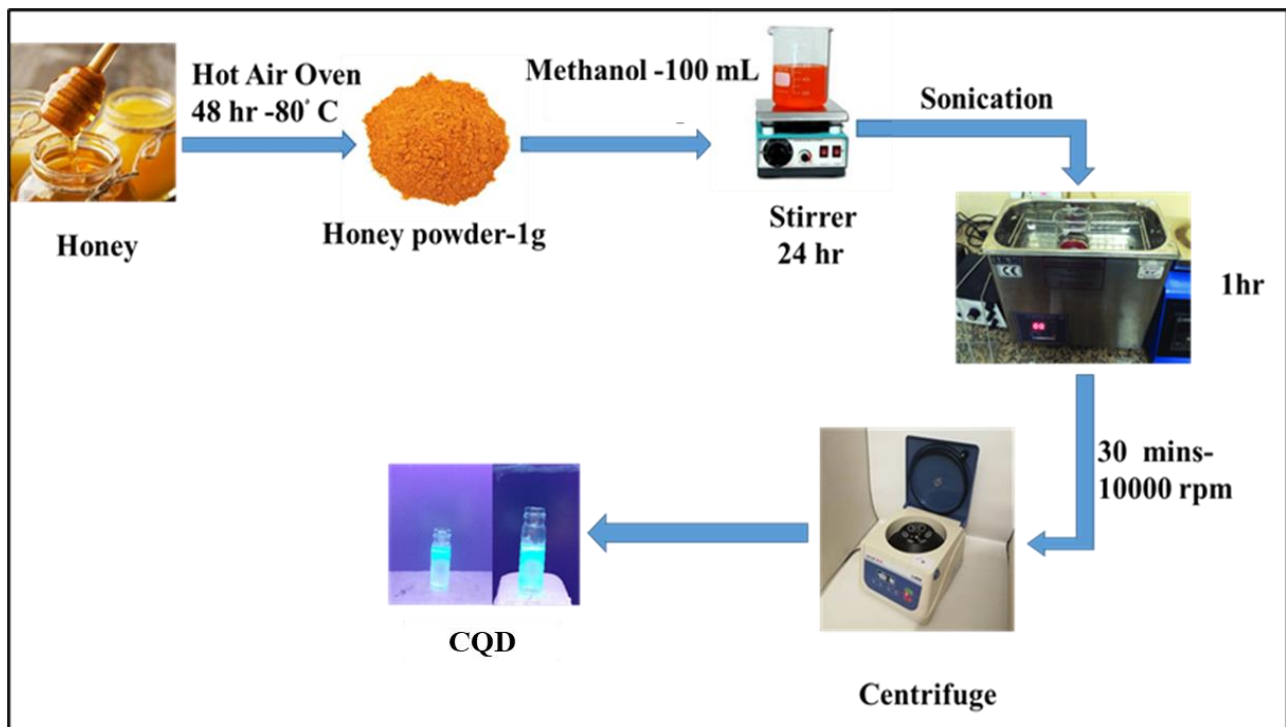 Hot Air Oven
48 hr -80° C
Honey
Honey powder-1g
Methanol -100 mL
Stirrer
24 hr
Sonication
1hr
30 mins-
10000 rpm
Centrifuge
CQD